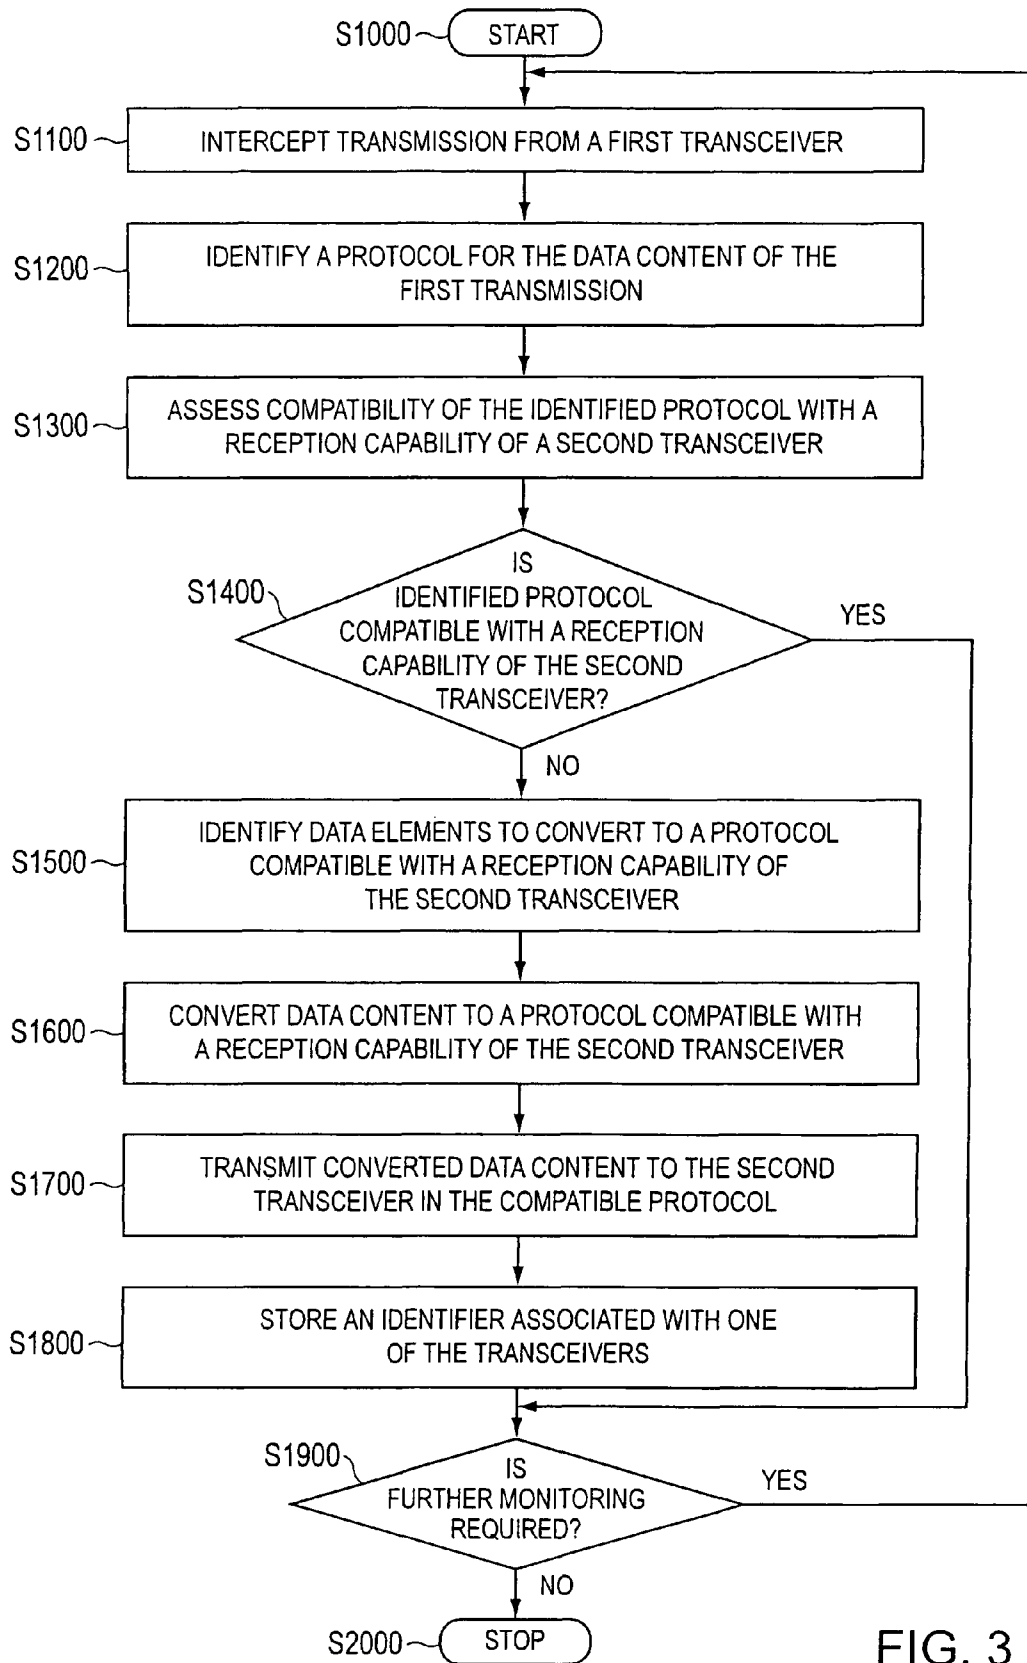 S1000
START
S1100
INTERCEPT TRANSMISSION FROM A FIRST TRANSCEIVER
S1200
IDENTIFY A PROTOCOL FOR THE DATA CONTENT OF THE
FIRST TRANSMISSION
S1300
ASSESS COMPATIBILITY OF THE IDENTIFIED PROTOCOL WITH A
RECEPTION CAPABILITY OF A SECOND TRANSCEIVER
S1400
IS
IDENTIFIED PROTOCOL
COMPATIBLE WITH A RECEPTION
CAPABILITY OF THE SECOND
TRANSCEIVER?
YES
NO
S1500
IDENTIFY DATA ELEMENTS TO CONVERT TO A PROTOCOL
COMPATIBLE WITH A RECEPTION CAPABILITY OF
THE SECOND TRANSCEIVER
S1600
CONVERT DATA CONTENT TO A PROTOCOL COMPATIBLE WITH
A RECEPTION CAPABILITY OF THE SECOND TRANSCEIVER
S1700
TRANSMIT CONVERTED DATA CONTENT TO THE SECOND
TRANSCEIVER IN THE COMPATIBLE PROTOCOL
S1800
STORE AN IDENTIFIER ASSOCIATED WITH ONE
OF THE TRANSCEIVERS
S1900
IS
FURTHER MONITORING
REQUIRED?
YES
NO
S2000
STOP
FIG. 3